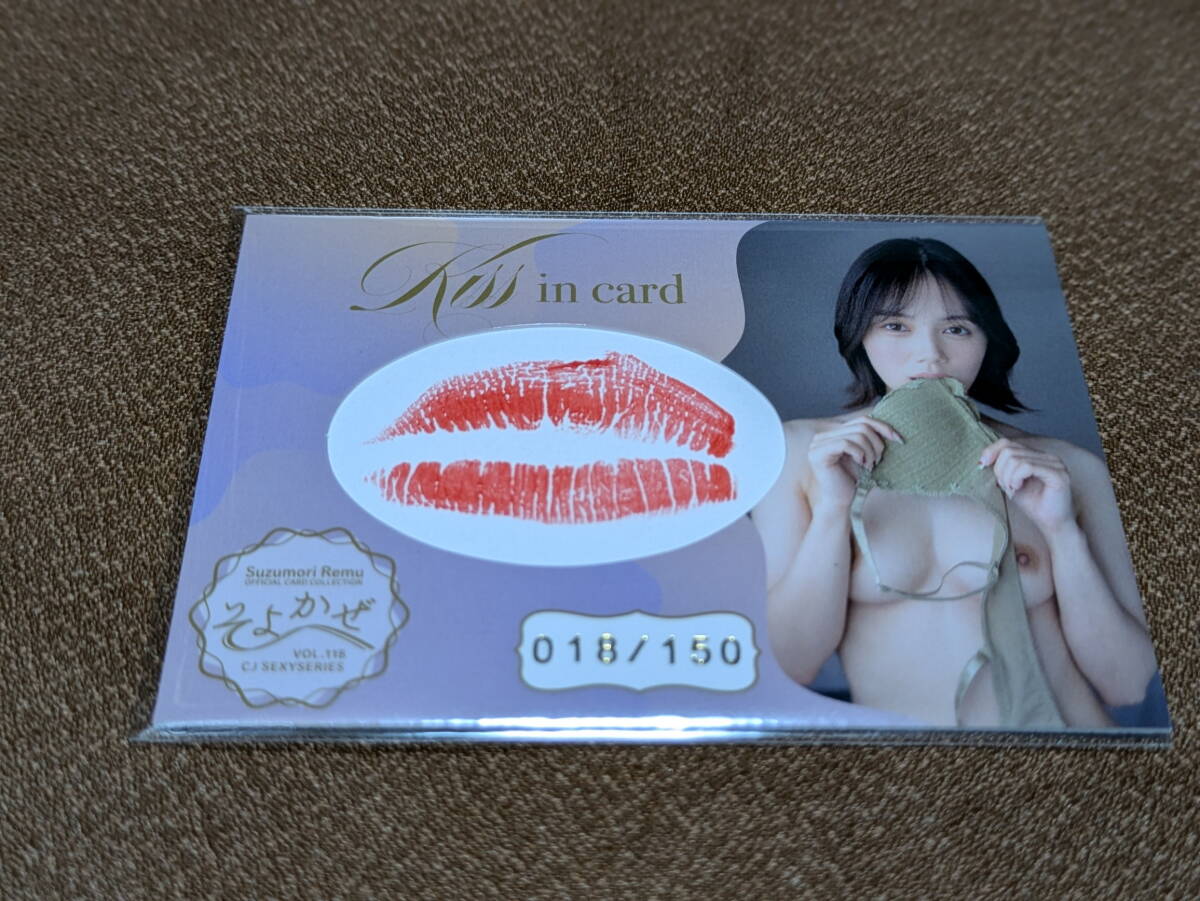 Kiss in card
Suzumori Remu
OFFICIAL CARD COLLECTION
そよかぜ
VOL.118
CJ SEXYSERIES
018/150